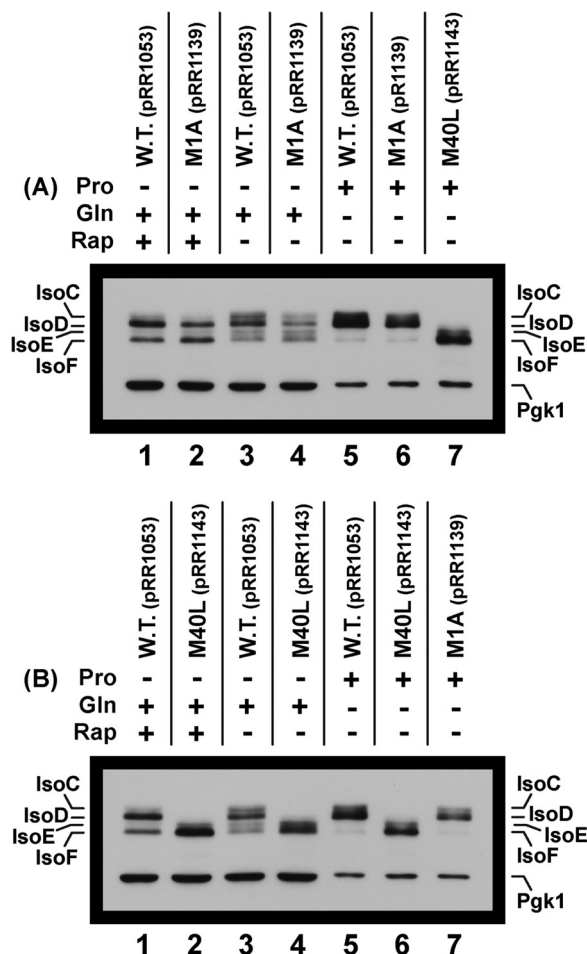 W.T. (pRR1053)
M1A (pRR1139)
W.T. (pRR1053)
M1A (pRR1139)
W.T. (pRR1053)
M1A (pR1139)
M40L (pRR1143)
(A) Pro - - - - + + +
Gln + + + + - - -
Rap + + - - - - -
IsoC IsoC
IsoD IsoD
IsoE IsoE
IsoF IsoF
Pgk1
1 2 3 4 5 6 7
W.T. (pRR1053)
M40L (pRR1143)
W.T. (pRR1053)
M40L (pRR1143)
W.T. (pRR1053)
M40L (pRR1143)
M1A (pRR1139)
(B) Pro - - - - + + +
Gln + + + + - - -
Rap + + - - - - -
IsoC IsoC
IsoD IsoD
IsoE IsoE
IsoF IsoF
Pgk1
1 2 3 4 5 6 7